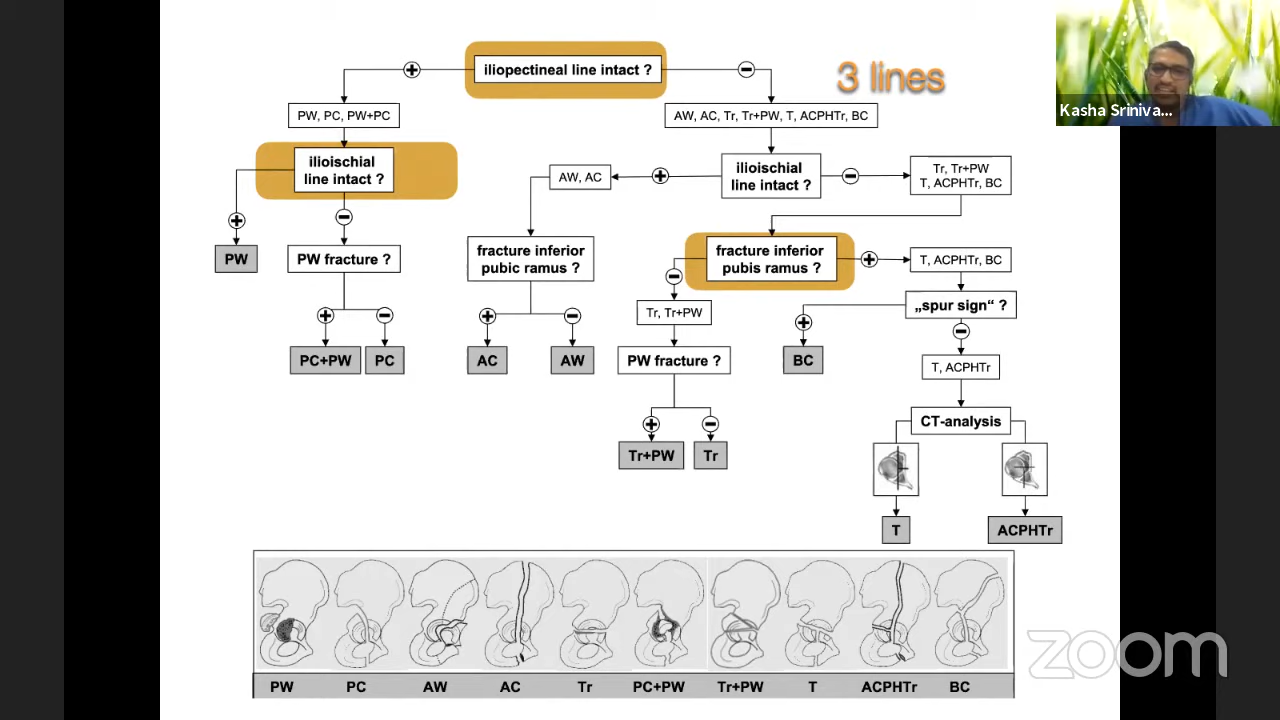 iliopectineal line intact ?
3 lines
Kasha Sriniva...
PW, PC, PW+PC
AW, AC, Tr, Tr+PW, T, ACPHTr, BC
ilioischial
line intact ?
AW, AC
ilioischial
line intact ?
Tr, Tr+PW
T, ACPHTr, BC
PW
PW fracture ?
fracture inferior
pubic ramus ?
fracture inferior
pubis ramus ?
T, ACPHTr, BC
„spur sign“ ?
Tr, Tr+PW
PC+PW
PC
AC
AW
PW fracture ?
BC
T, ACPHTr
CT-analysis
Tr+PW
Tr
T
ACPHTr
PW
PC
AW
AC
Tr
PC+PW
Tr+PW
T
ACPHTr
BC
zoom